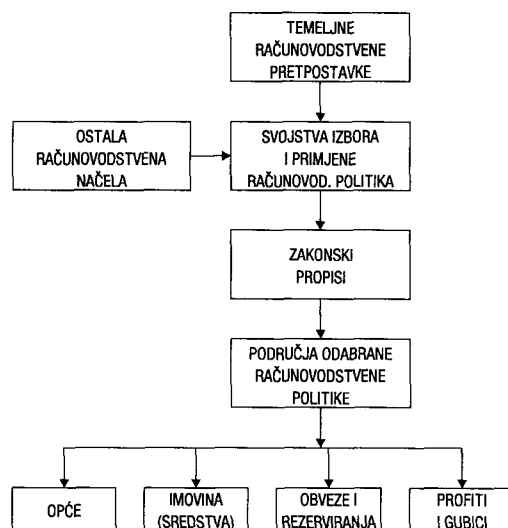 TEMELJNE
RAČUNOVODSTVENE
PRETPOSTAVKE
OSTALA
RAČUNOVODSTVENA
NAČELA
SVOJSTVA IZBORA
I PRIMJENE
RAČUNOVOD. POLITIKA
ZAKONSKI
PROPISI
PODRUČJA ODABRANE
RAČUNOVODSTVENE
POLITIKE
OPĆE
IMOVINA
(SREDSTVA)
OBVEZE I
REZERVIRANJA
PROFITI
I GUBICI